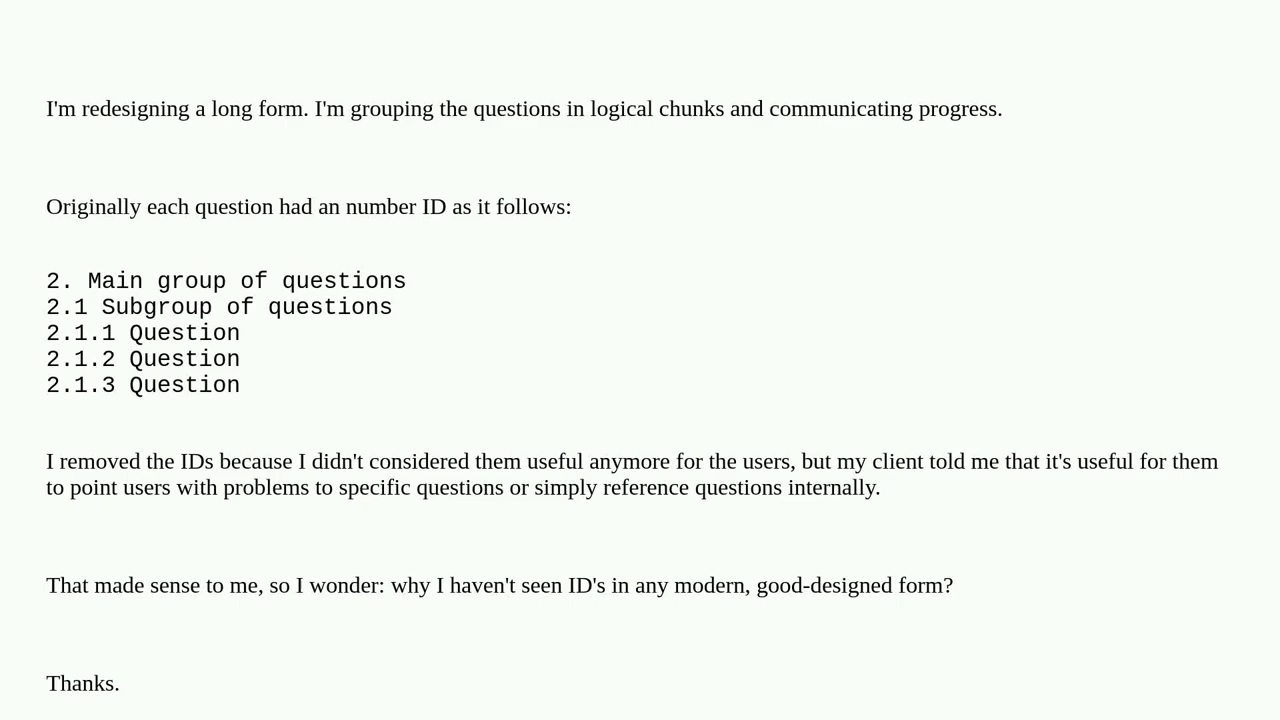 I'm redesigning a long form. I'm grouping the questions in logical chunks and communicating progress.
Originally each question had an number ID as it follows:
2. Main group of questions
2.1 Subgroup of questions
2.1.1 Question
2.1.2 Question
2.1.3 Question
I removed the IDs because I didn't considered them useful anymore for the users, but my client told me that it's useful for them
to point users with problems to specific questions or simply reference questions internally.
That made sense to me, so I wonder: why I haven't seen ID's in any modern, good-designed form?
Thanks.